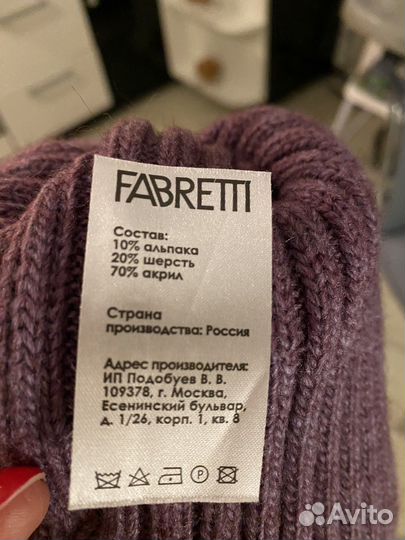 FABRETTI
Состав:
10% альпака
20% шерсть
70% акрил
Страна
производства: Россия
Адрес производителя:
ИП Подобуев В. В.
109378, г. Москва,
Есенинский бульвар,
д. 1/26, корп. 1, кв. 8
P
Avito